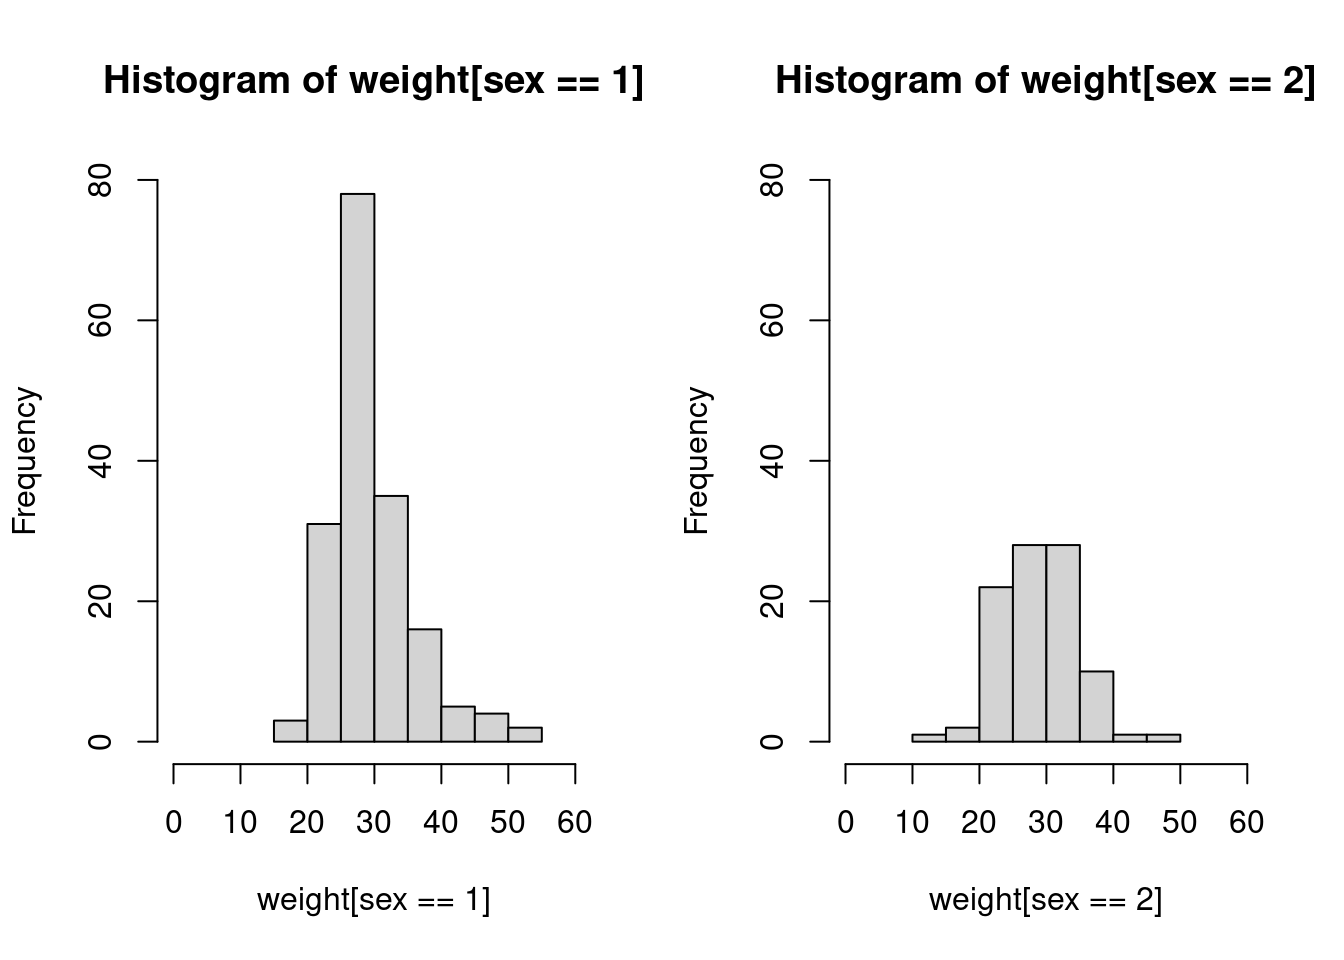 Histogram of weight[sex == 1]
Frequency
80
60
40
20
0
0 10 20 30 40 50 60
weight[sex == 1]
Histogram of weight[sex == 2]
Frequency
80
60
40
20
0
0 10 20 30 40 50 60
weight[sex == 2]